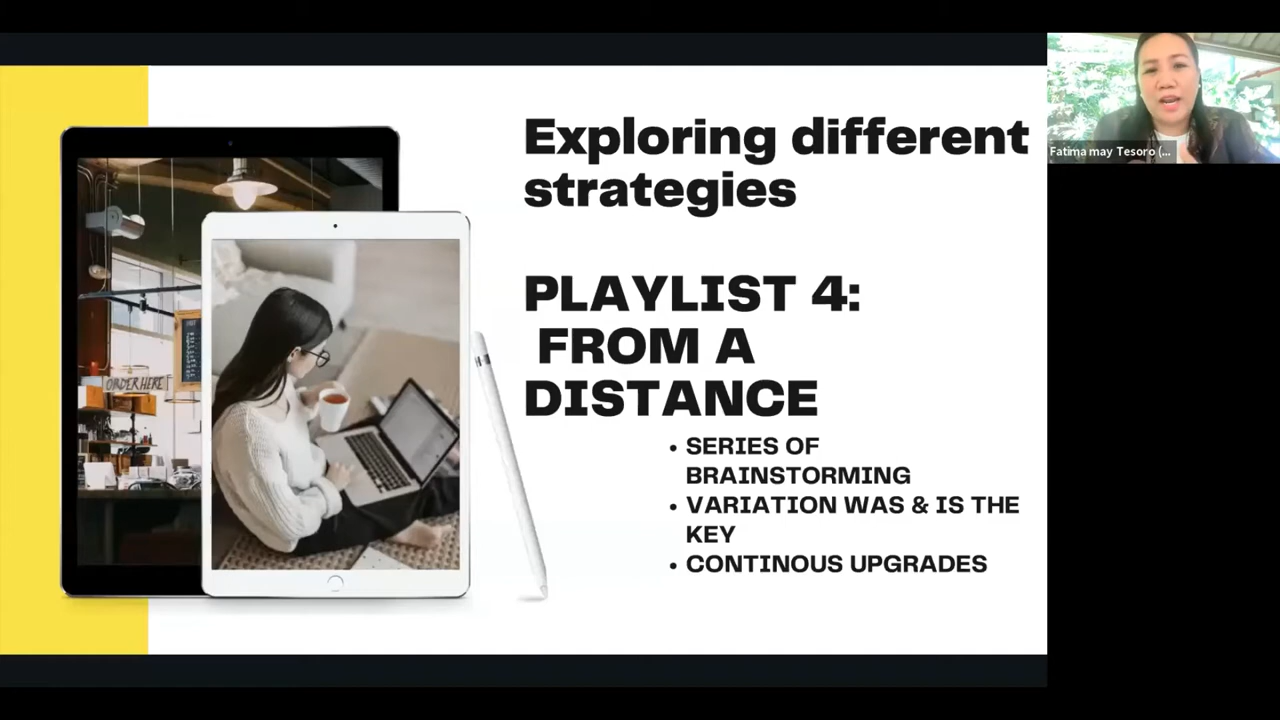 Exploring different
strategies
PLAYLIST 4:
FROM A
DISTANCE
• SERIES OF
BRAINSTORMING
• VARIATION WAS & IS THE
KEY
• CONTINOUS UPGRADES
Fatima may Tesoro (...
ORDER HERE